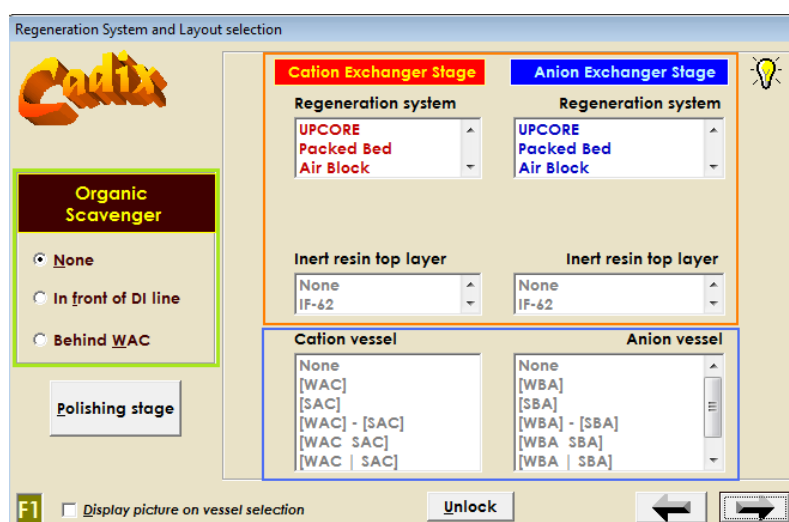 Regeneration System and Layout selection
Cadix
Cation Exchanger Stage
Anion Exchanger Stage
Regeneration system
Regeneration system
UPCORE
Packed Bed
Air Block
UPCORE
Packed Bed
Air Block
Organic
Scavenger
None
In front of DI line
Behind WAC
Inert resin top layer
Inert resin top layer
None
IF-62
None
IF-62
Cation vessel
Anion vessel
None
[WAC]
[SAC]
[WAC] - [SAC]
[WAC SAC]
[WAC | SAC]
None
[WBA]
[SBA]
[WBA] - [SBA]
[WBA SBA]
[WBA | SBA]
Polishing stage
F1
Display picture on vessel selection
Unlock